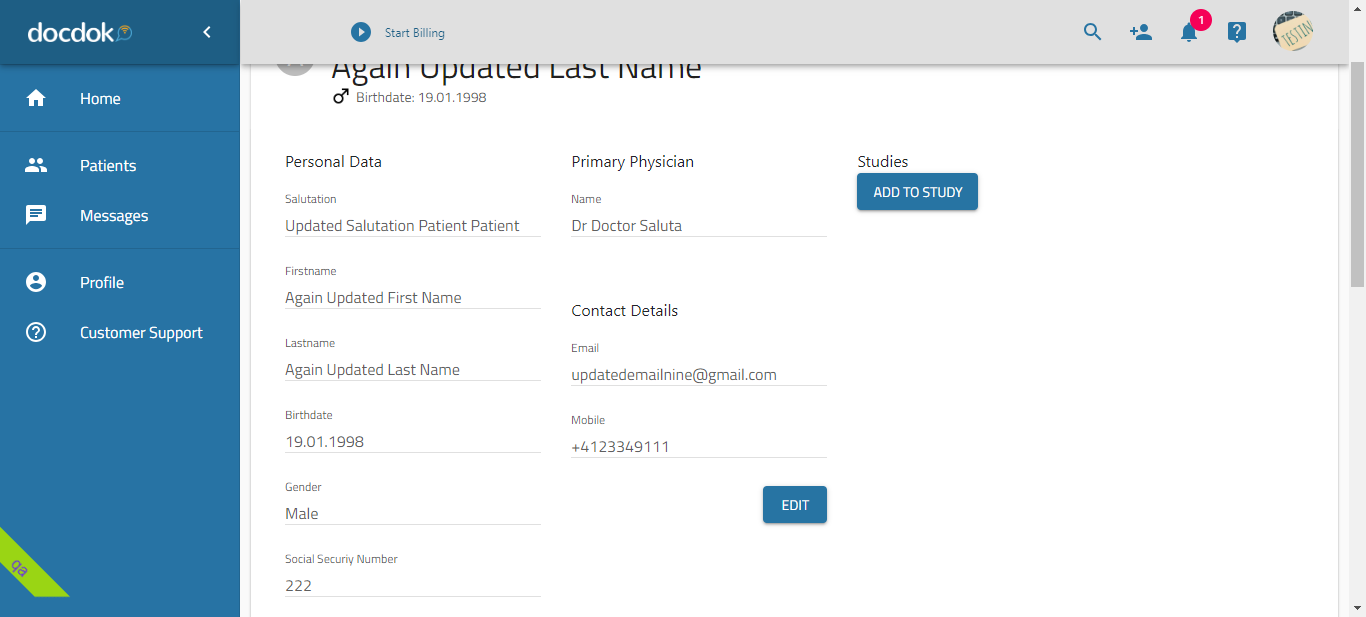 docdok
Start Billing
1
TESTIN
Home
Patients
Messages
Profile
Customer Support
qa
Again Updated Last Name
Birthdate: 19.01.1998
Personal Data
Salutation
Updated Salutation Patient Patient
Firstname
Again Updated First Name
Lastname
Again Updated Last Name
Birthdate
19.01.1998
Gender
Male
Social Securiy Number
222
Primary Physician
Name
Dr Doctor Saluta
Contact Details
Email
updatedemailnine@gmail.com
Mobile
+4123349111
EDIT
Studies
ADD TO STUDY